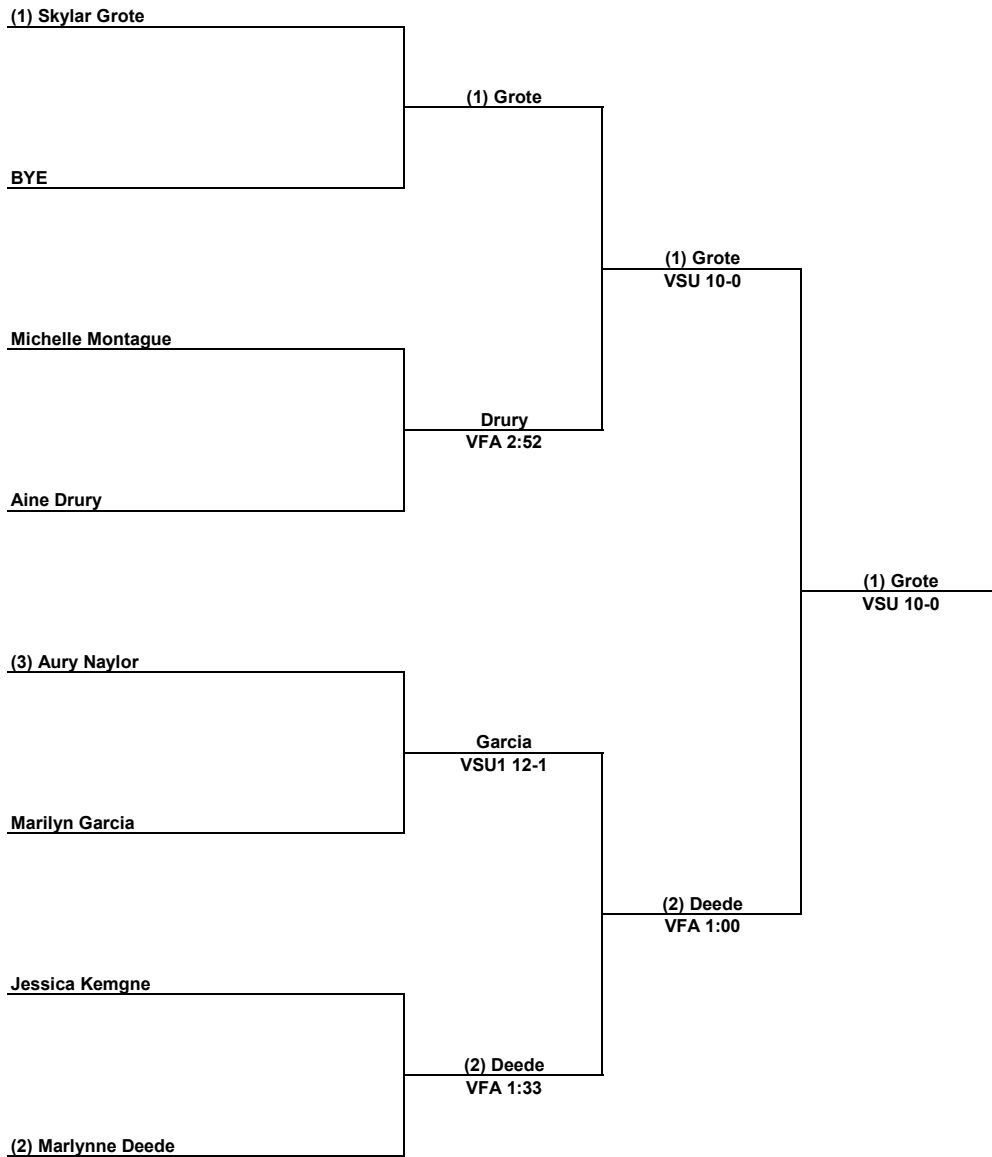 (1) Skylar Grote
(1) Grote
BYE
(1) Grote
VSU 10-0
Michelle Montague
Drury
VFA 2:52
Aine Drury
(1) Grote
VSU 10-0
(3) Aury Naylor
Garcia
VSU1 12-1
Marilyn Garcia
(2) Deede
VFA 1:00
Jessica Kemgne
(2) Deede
VFA 1:33
(2) Marlynne Deede